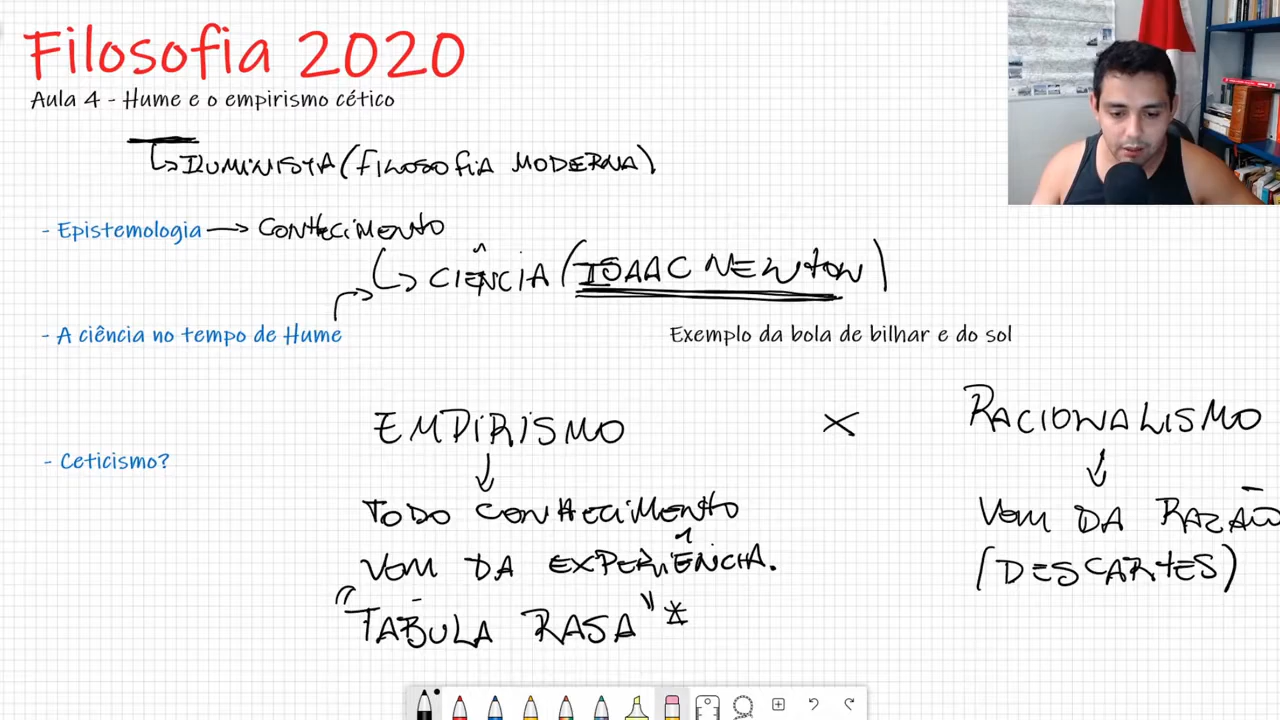 Filosofia 2020
Aula 4 - Hume e o empirismo cético
ILUMINISTA (FILOSOFIA MODERNA)
- Epistemologia → CONHECIMENTO
CIÊNCIA (ISAAC NEWTON)
- A ciência no tempo de Hume
Exemplo da bola de bilhar e do sol
EMPIRISMO × RACIONALISMO
- Ceticismo?
TODO CONHECIMENTO
VEM DA EXPERIÊNCIA.
"TÁBULA RASA" *
VEM DA RAZÃO
(DESCARTES)